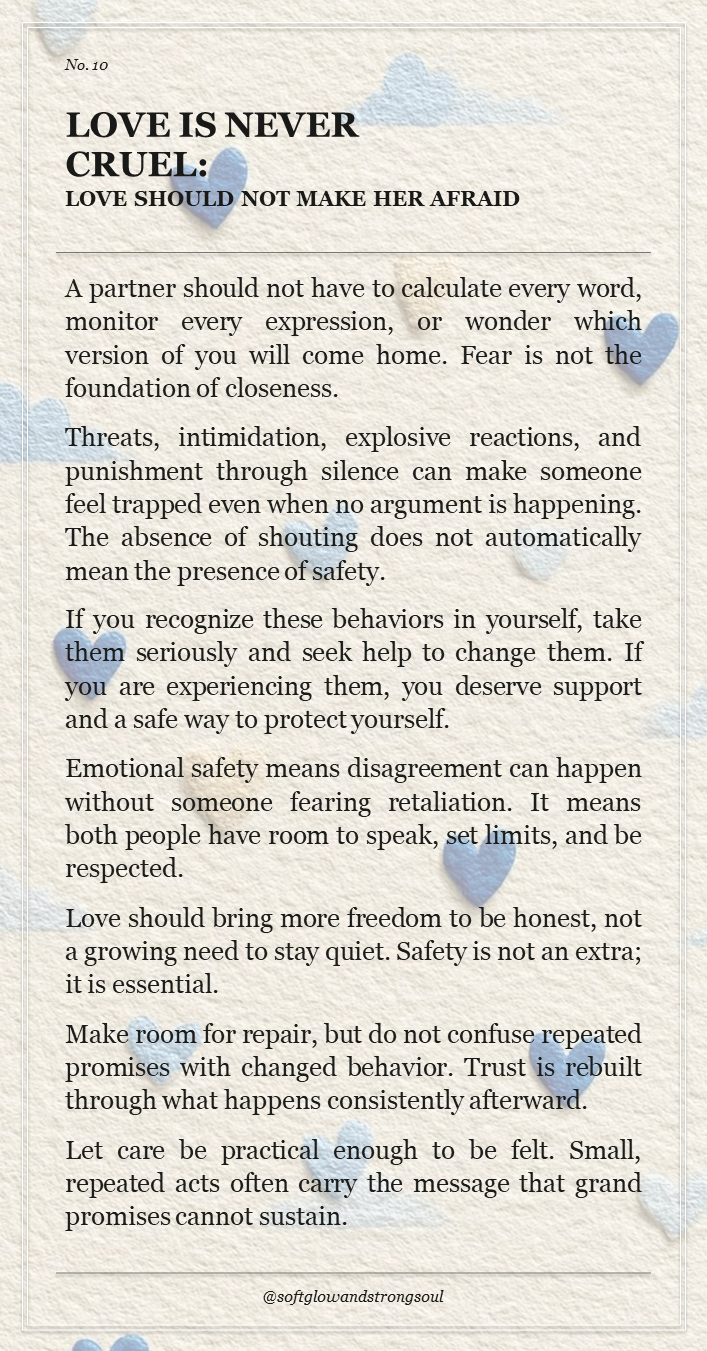 No. 10
LOVE IS NEVER
CRUEL:
LOVE SHOULD NOT MAKE HER AFRAID
A partner should not have to calculate every word,
monitor every expression, or wonder which
version of you will come home. Fear is not the
foundation of closeness.
Threats, intimidation, explosive reactions, and
punishment through silence can make someone
feel trapped even when no argument is happening.
The absence of shouting does not automatically
mean the presence of safety.
If you recognize these behaviors in yourself, take
them seriously and seek help to change them. If
you are experiencing them, you deserve support
and a safe way to protect yourself.
Emotional safety means disagreement can happen
without someone fearing retaliation. It means
both people have room to speak, set limits, and be
respected.
Love should bring more freedom to be honest, not
a growing need to stay quiet. Safety is not an extra;
it is essential.
Make room for repair, but do not confuse repeated
promises with changed behavior. Trust is rebuilt
through what happens consistently afterward.
Let care be practical enough to be felt. Small,
repeated acts often carry the message that grand
promises cannot sustain.
@softglowandstrongsoul